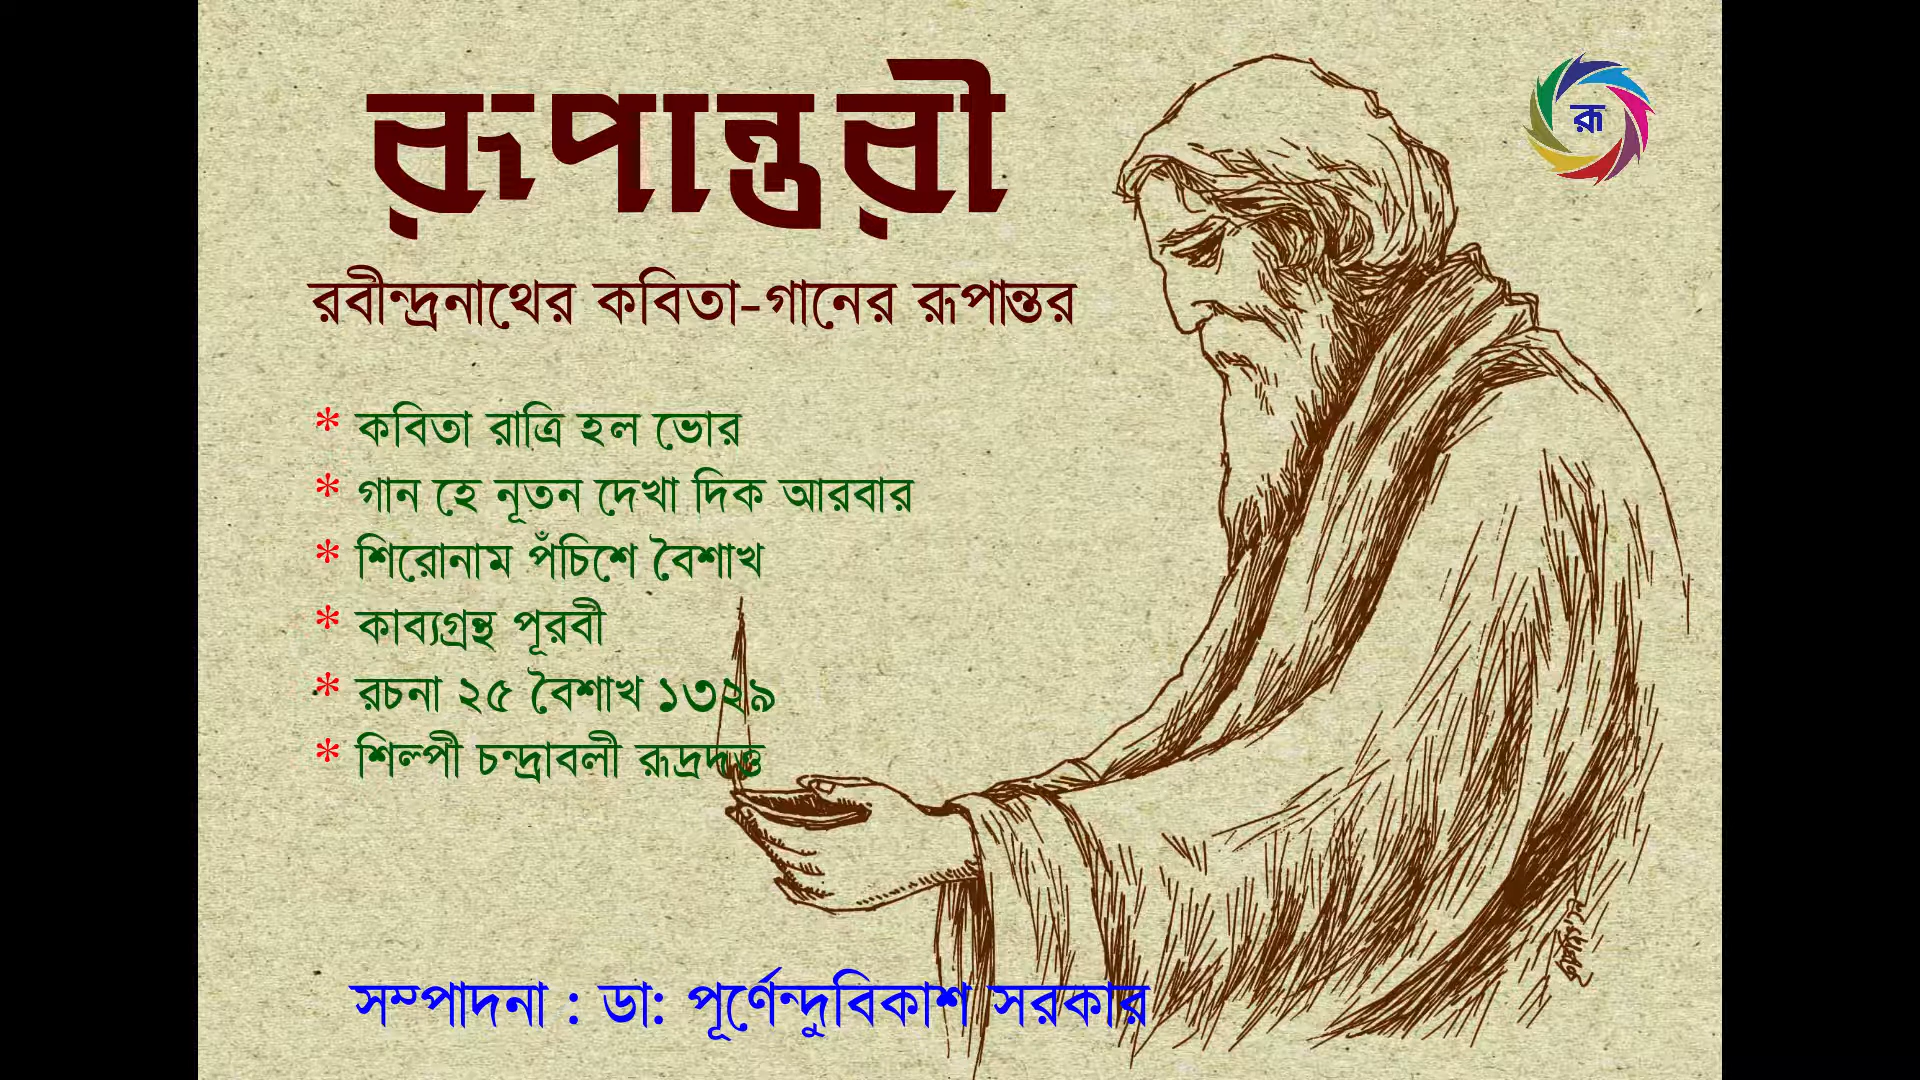 রূপান্তরী
রূ
রবীন্দ্রনাথের কবিতা-গানের রূপান্তর
* কবিতা রাত্রি হল ভোর
* গান হে নূতন দেখা দিক আরবার
* শিরোনাম পঁচিশে বৈশাখ
* কাব্যগ্রন্থ পূরবী
* রচনা ২৫ বৈশাখ ১৩২৯
* শিল্পী চন্দ্রাবলী রূদ্রদত্ত
সম্পাদনা : ডা: পূর্ণেন্দুবিকাশ সরকার